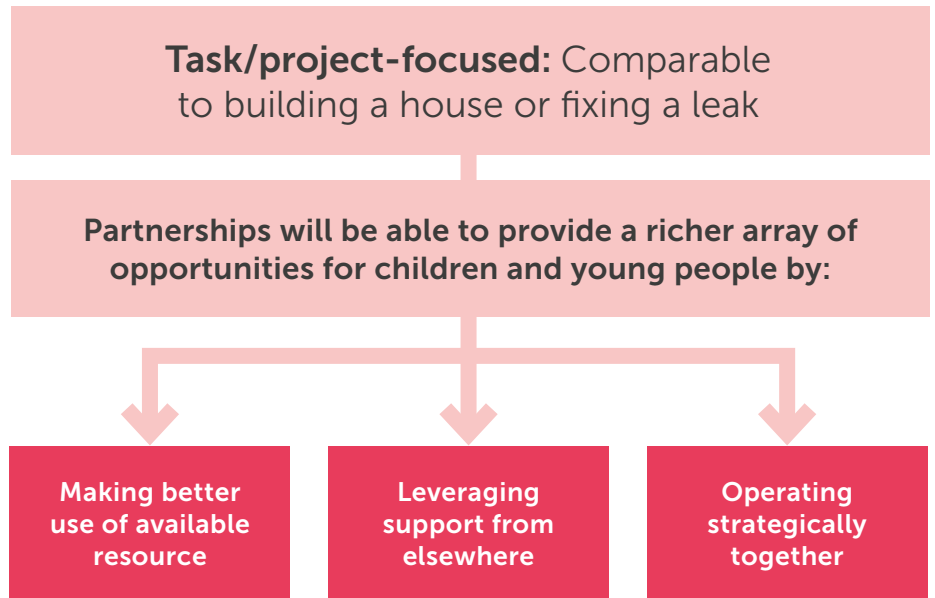 Task/project-focused: Comparable
to building a house or fixing a leak
Partnerships will be able to provide a richer array of
opportunities for children and young people by:
Making better
use of available
resource
Leveraging
support from
elsewhere
Operating
strategically
together